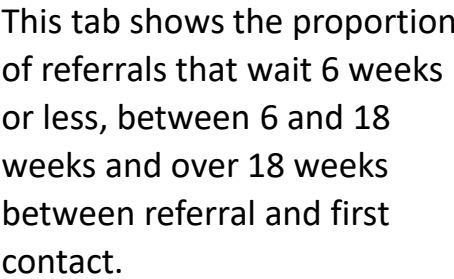 This tab shows the proportion
of referrals that wait 6 weeks
or less, between 6 and 18
weeks and over 18 weeks
between referral and first
contact.